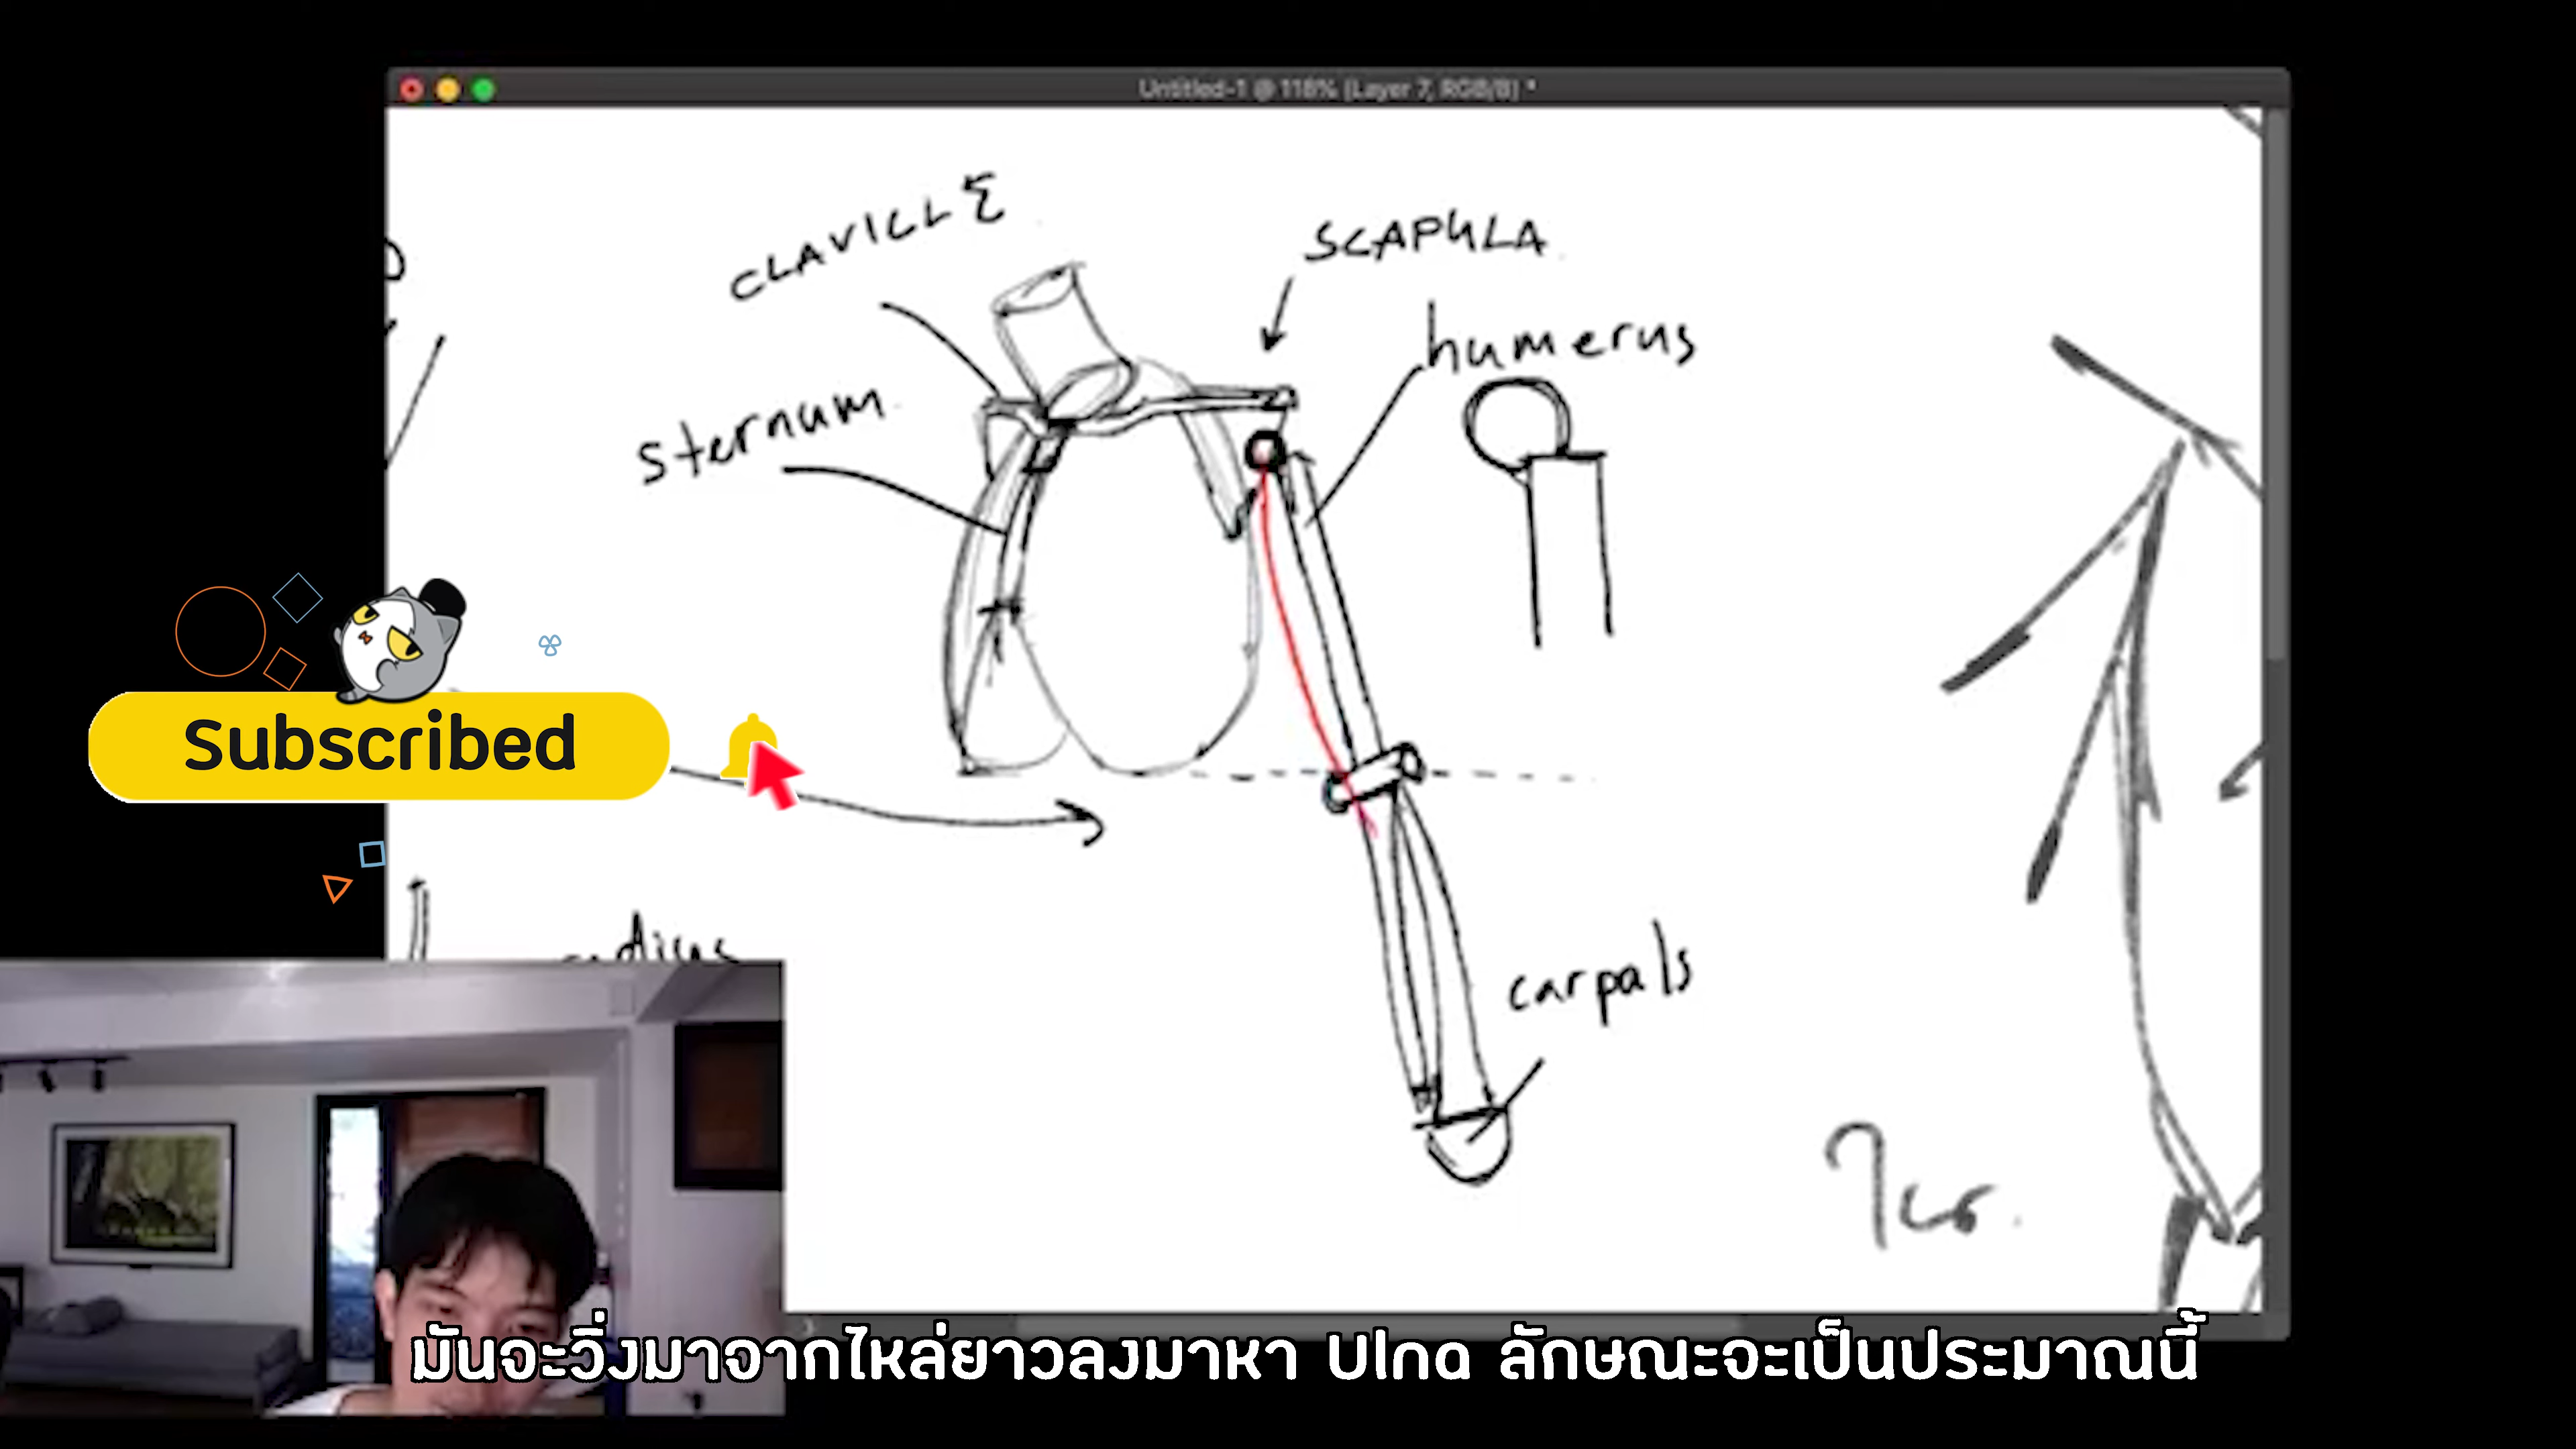 Untitled-1 @ 118% (Layer 7, RGB/8) *
CLAVICLE
SCAPULA
humerus
sternum
Subscribed
radius
carpals
มันจะวิ่งมาจากไหล่ยาวลงมาหา Ulna ลักษณะจะเป็นประมาณนี้